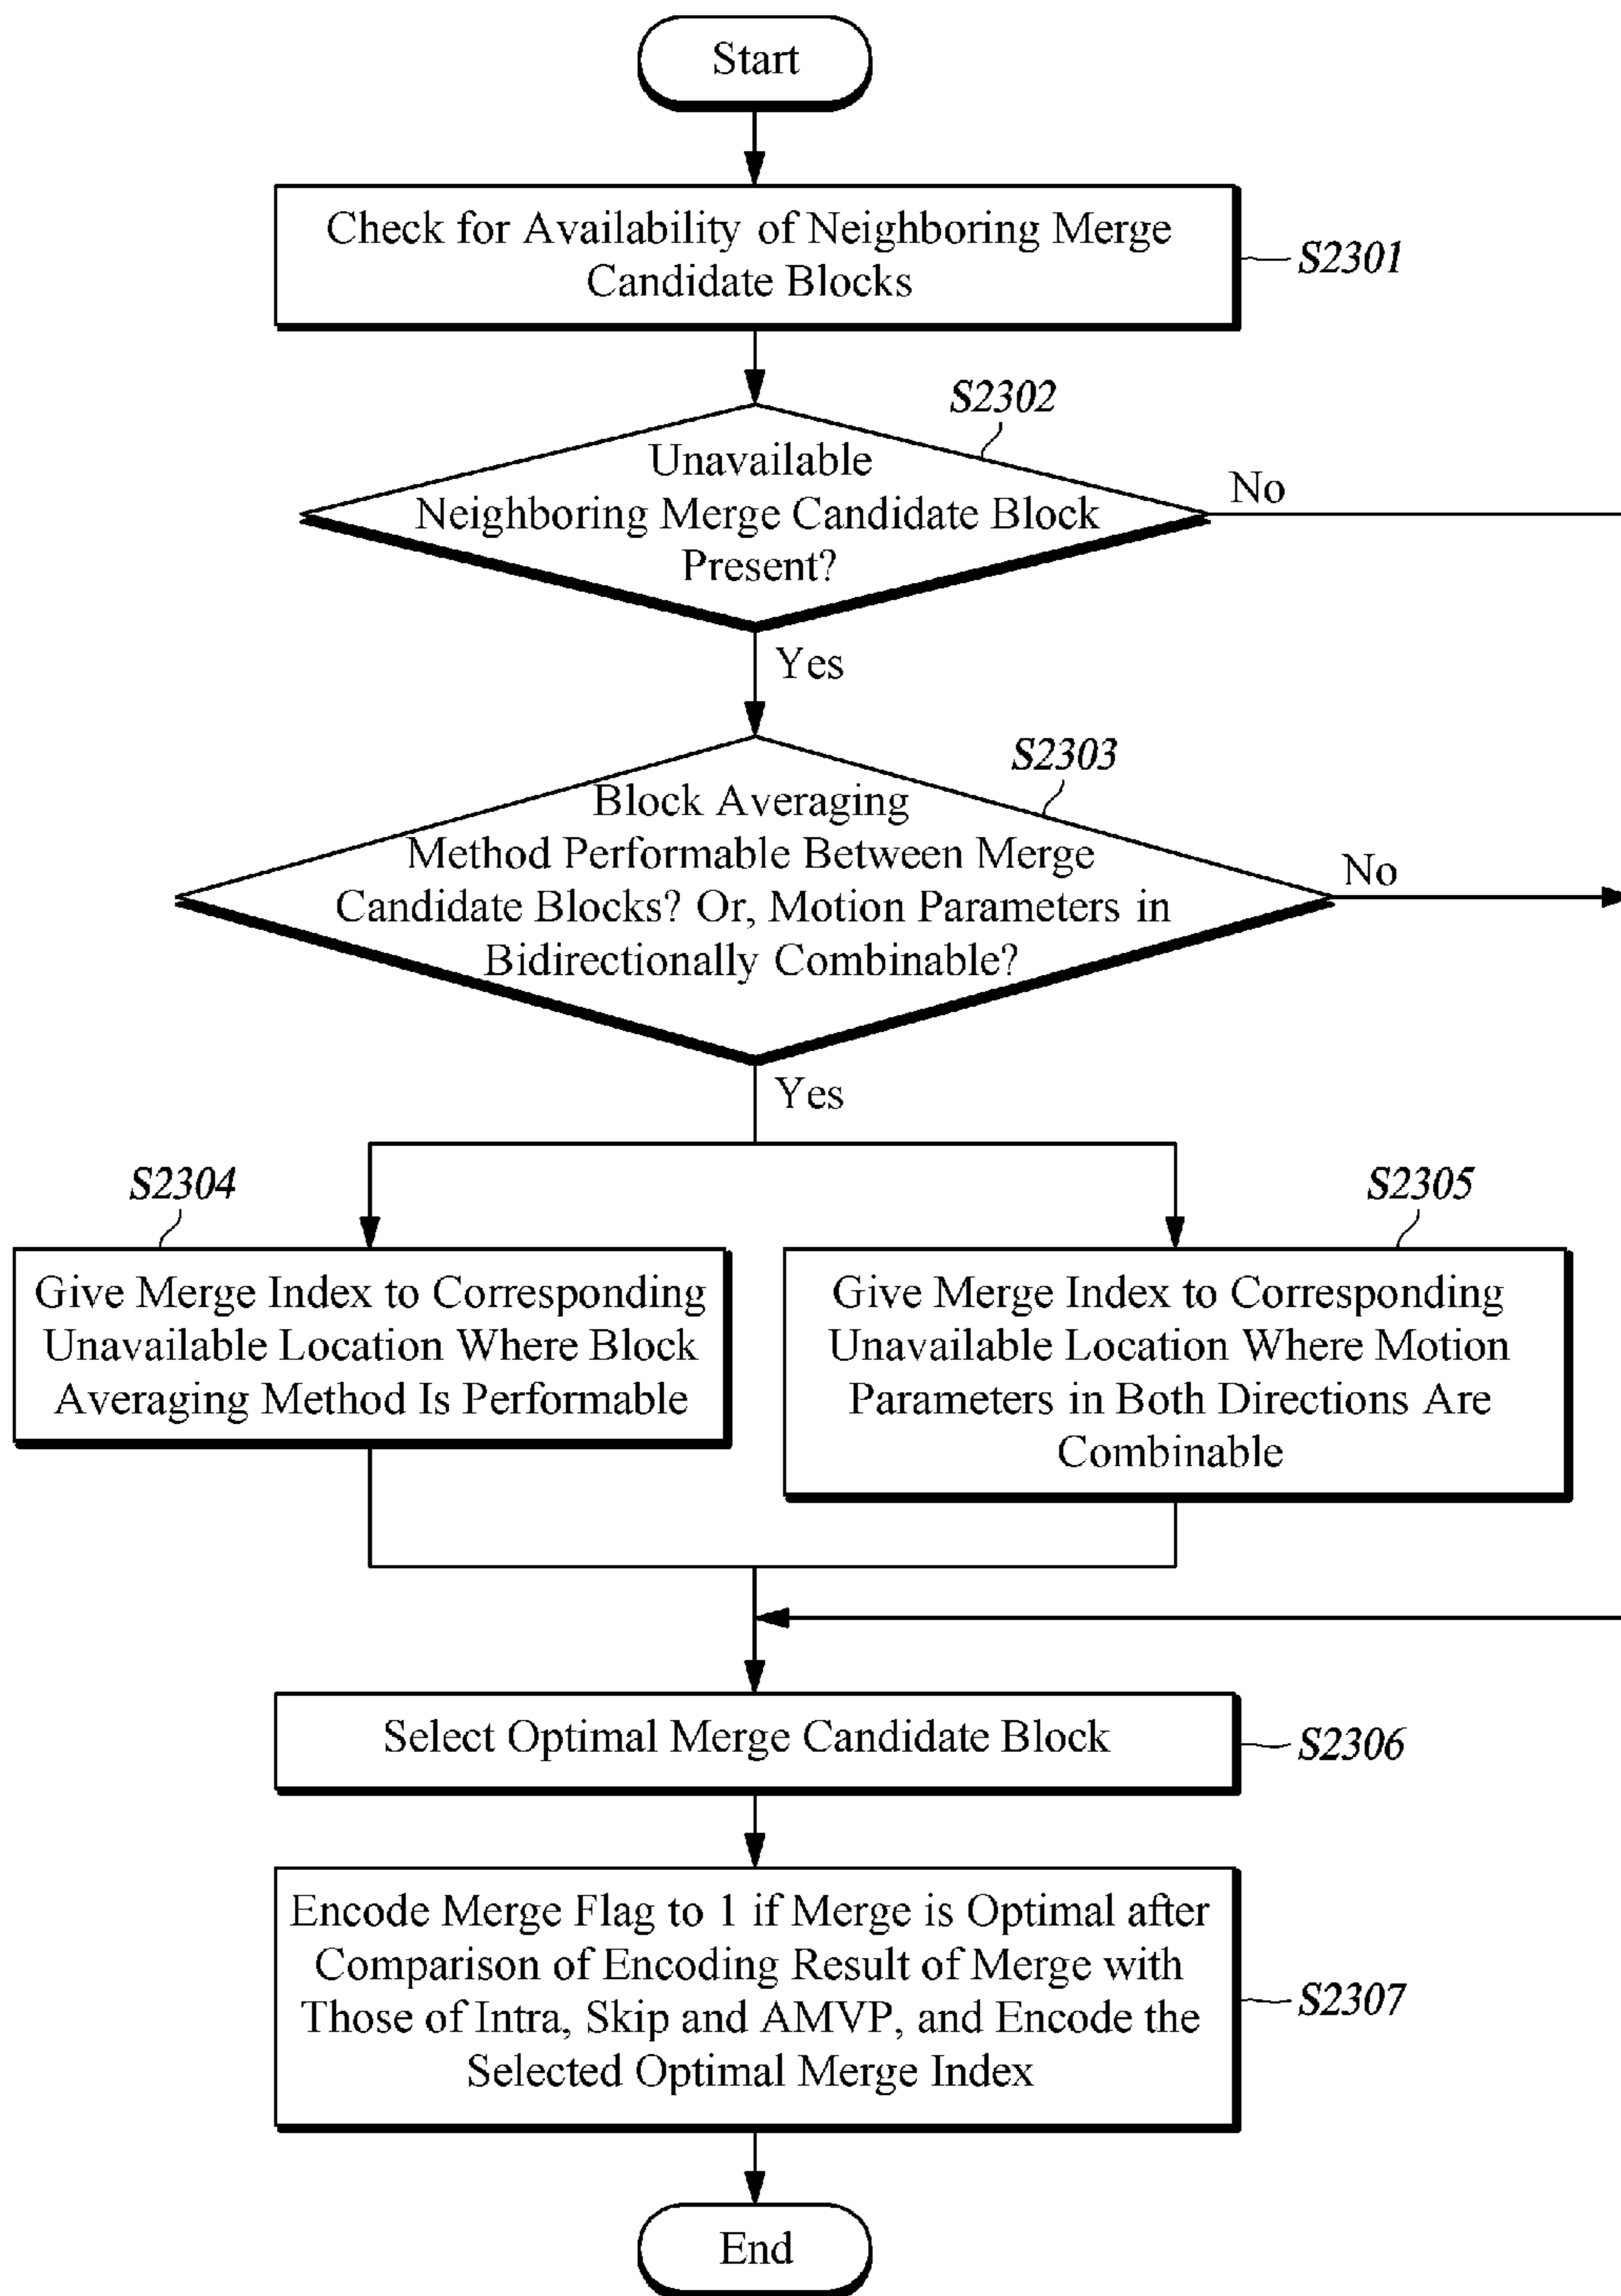 Start
Check for Availability of Neighboring Merge
Candidate Blocks
S2301
S2302
Unavailable
Neighboring Merge Candidate Block
Present?
No
Yes
S2303
Block Averaging
Method Performable Between Merge
Candidate Blocks? Or, Motion Parameters in
Bidirectionally Combinable?
No
Yes
S2304
Give Merge Index to Corresponding
Unavailable Location Where Block
Averaging Method Is Performable
S2305
Give Merge Index to Corresponding
Unavailable Location Where Motion
Parameters in Both Directions Are
Combinable
Select Optimal Merge Candidate Block
S2306
Encode Merge Flag to 1 if Merge is Optimal after
Comparison of Encoding Result of Merge with
Those of Intra, Skip and AMVP, and Encode the
Selected Optimal Merge Index
S2307
End